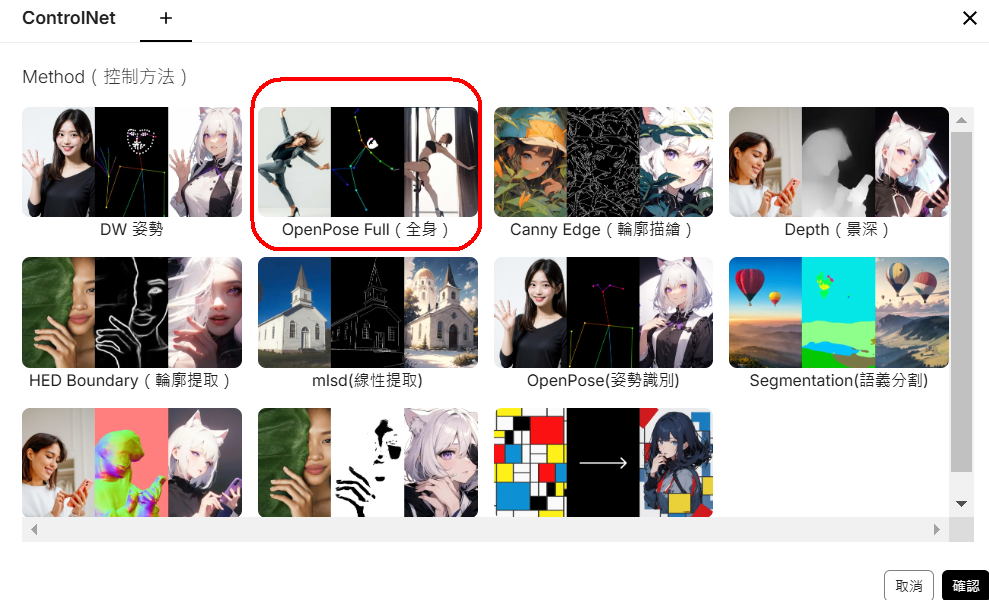 ControlNet +
Method（控制方法）
DW 姿勢
OpenPose Full（全身）
Canny Edge（輪廓描繪）
Depth（景深）
HED Boundary（輪廓提取）
mlsd(線性提取)
OpenPose(姿勢識別)
Segmentation(語義分割)
取消
確認